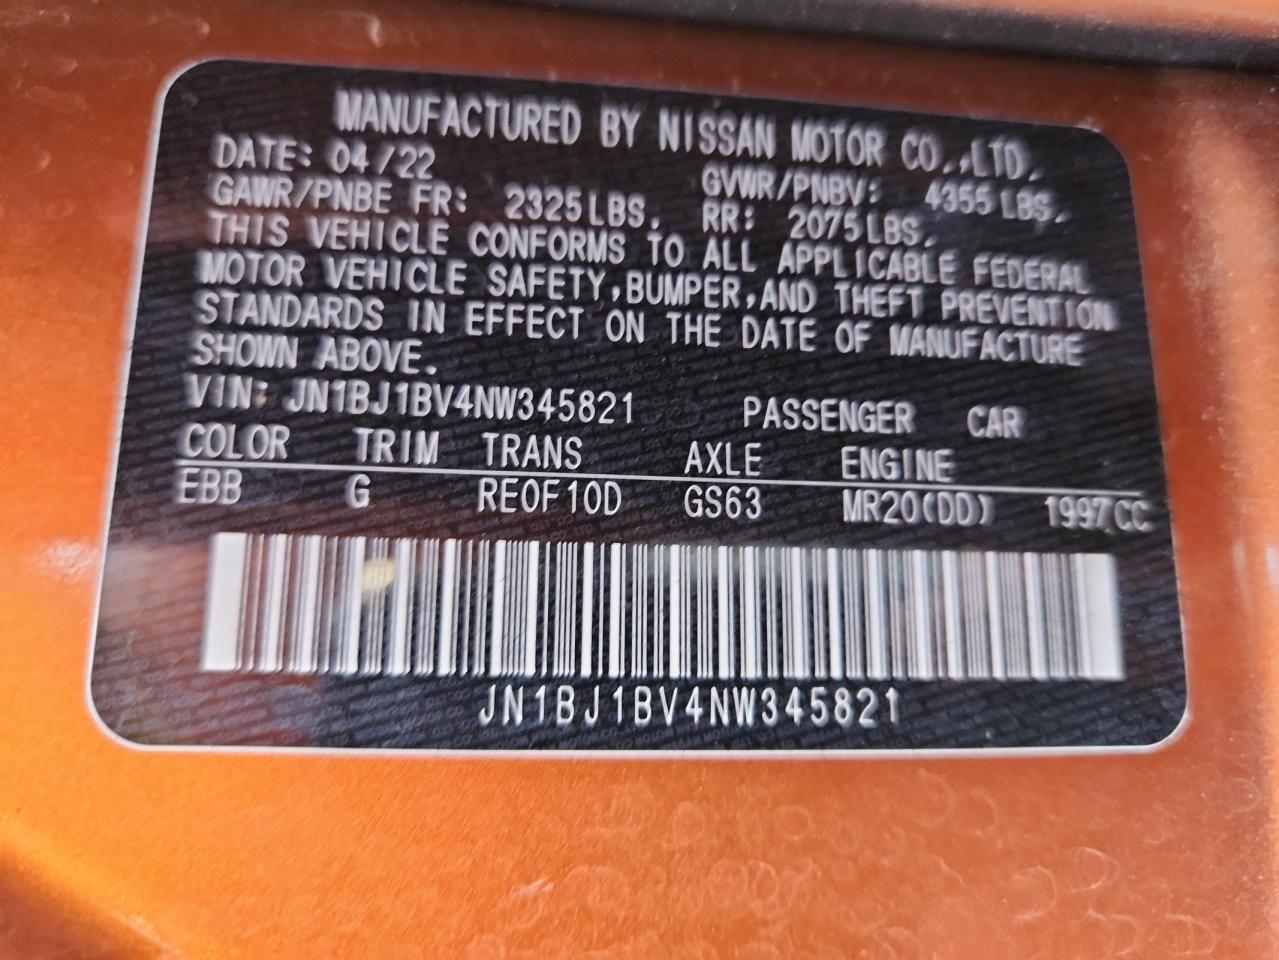 MANUFACTURED BY NISSAN MOTOR CO.,LTD.
DATE: 04/22 GVWR/PNBV: 4355 LBS.
GAWR/PNBE FR: 2325LBS. RR: 2075LBS.
THIS VEHICLE CONFORMS TO ALL APPLICABLE FEDERAL
MOTOR VEHICLE SAFETY,BUMPER,AND THEFT PREVENTION
STANDARDS IN EFFECT ON THE DATE OF MANUFACTURE
SHOWN ABOVE.
VIN: JN1BJ1BV4NW345821 PASSENGER CAR
COLOR TRIM TRANS AXLE ENGINE
EBB G RE0F10D GS63 MR20(DD) 1997CC
JN1BJ1BV4NW345821